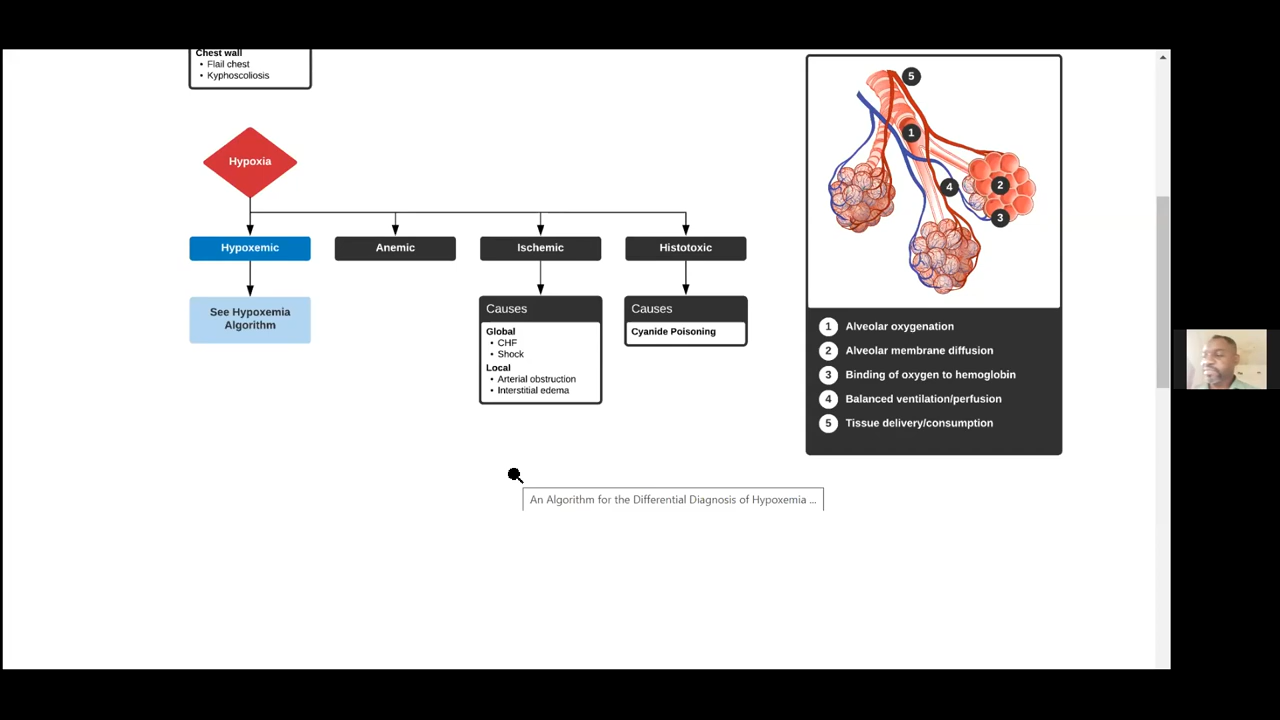 Chest wall
• Flail chest
• Kyphoscoliosis
Hypoxia
Hypoxemic
Anemic
Ischemic
Histotoxic
See Hypoxemia
Algorithm
Causes
Global
• CHF
• Shock
Local
• Arterial obstruction
• Interstitial edema
Causes
Cyanide Poisoning
5
1
2
4
3
1 Alveolar oxygenation
2 Alveolar membrane diffusion
3 Binding of oxygen to hemoglobin
4 Balanced ventilation/perfusion
5 Tissue delivery/consumption
An Algorithm for the Differential Diagnosis of Hypoxemia ...